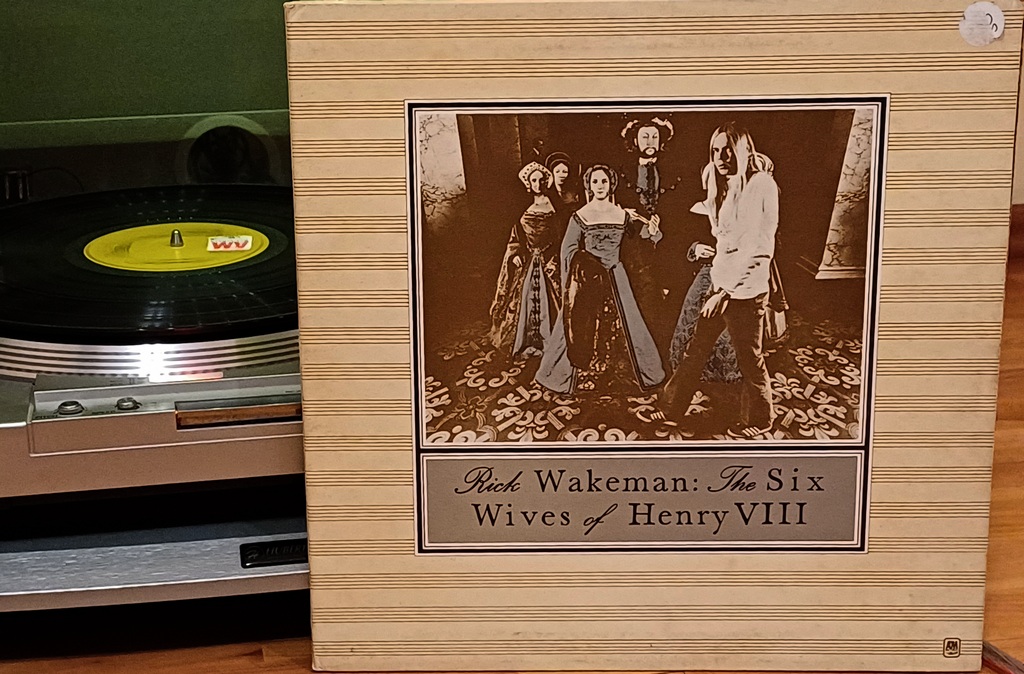 Rick Wakeman: The Six
Wives of Henry VIII